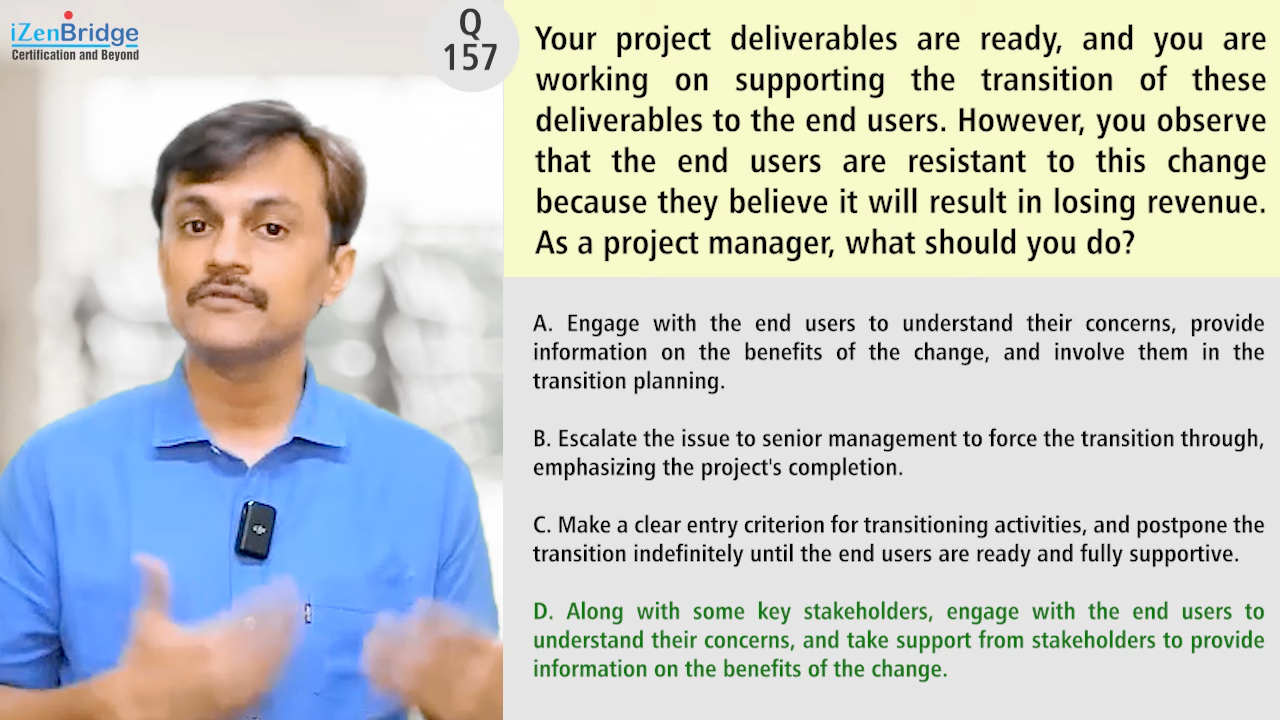 iZenBridge
Certification and Beyond
Q
157
Your project deliverables are ready, and you are
working on supporting the transition of these
deliverables to the end users. However, you observe
that the end users are resistant to this change
because they believe it will result in losing revenue.
As a project manager, what should you do?
A. Engage with the end users to understand their concerns, provide
information on the benefits of the change, and involve them in the
transition planning.
B. Escalate the issue to senior management to force the transition through,
emphasizing the project's completion.
C. Make a clear entry criterion for transitioning activities, and postpone the
transition indefinitely until the end users are ready and fully supportive.
D. Along with some key stakeholders, engage with the end users to
understand their concerns, and take support from stakeholders to provide
information on the benefits of the change.
dji